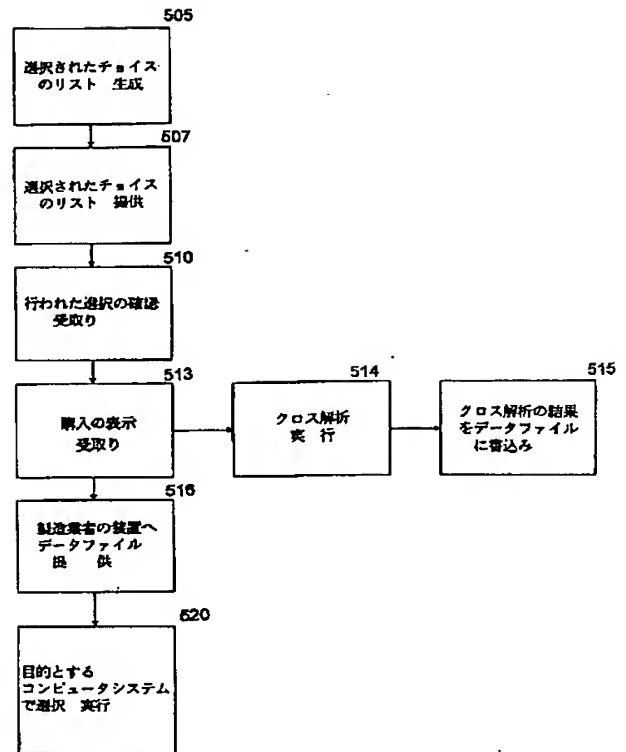 505
選択されたチョイス
のリスト 生成
507
選択されたチョイス
のリスト 提供
510
行われた選択の確認
受取り
513
購入の表示
受取り
514
クロス解析
実 行
515
クロス解析の結果
をデータファイル
に書込み
516
製造業者の装置へ
データファイル
提 供
520
目的とする
コンピュータシステム
で選択 実行